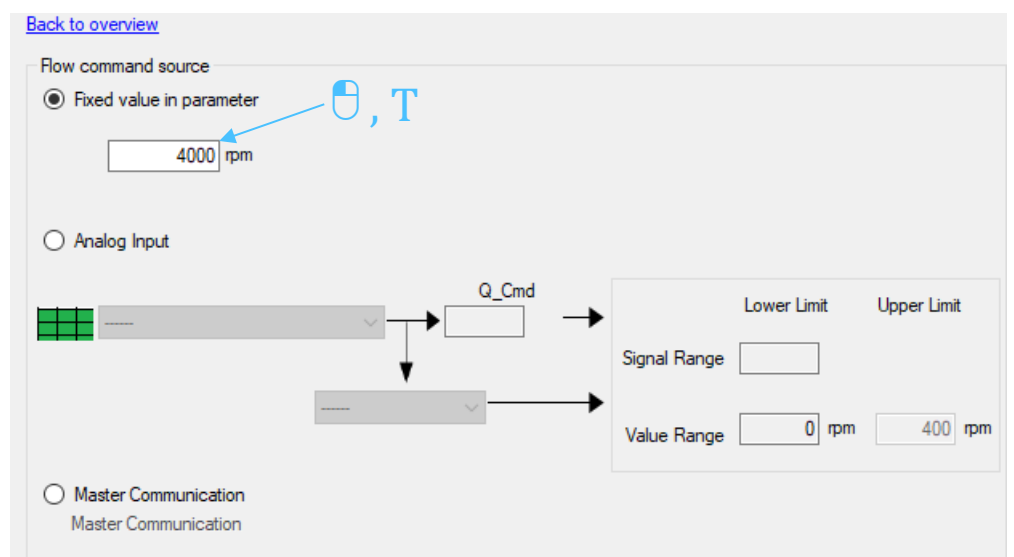 Back to overview
Flow command source
Fixed value in parameter
, T
4000 rpm
Analog Input
Q_Cmd
Lower Limit Upper Limit
------
Signal Range
------
Value Range 0 rpm 400 rpm
Master Communication
Master Communication